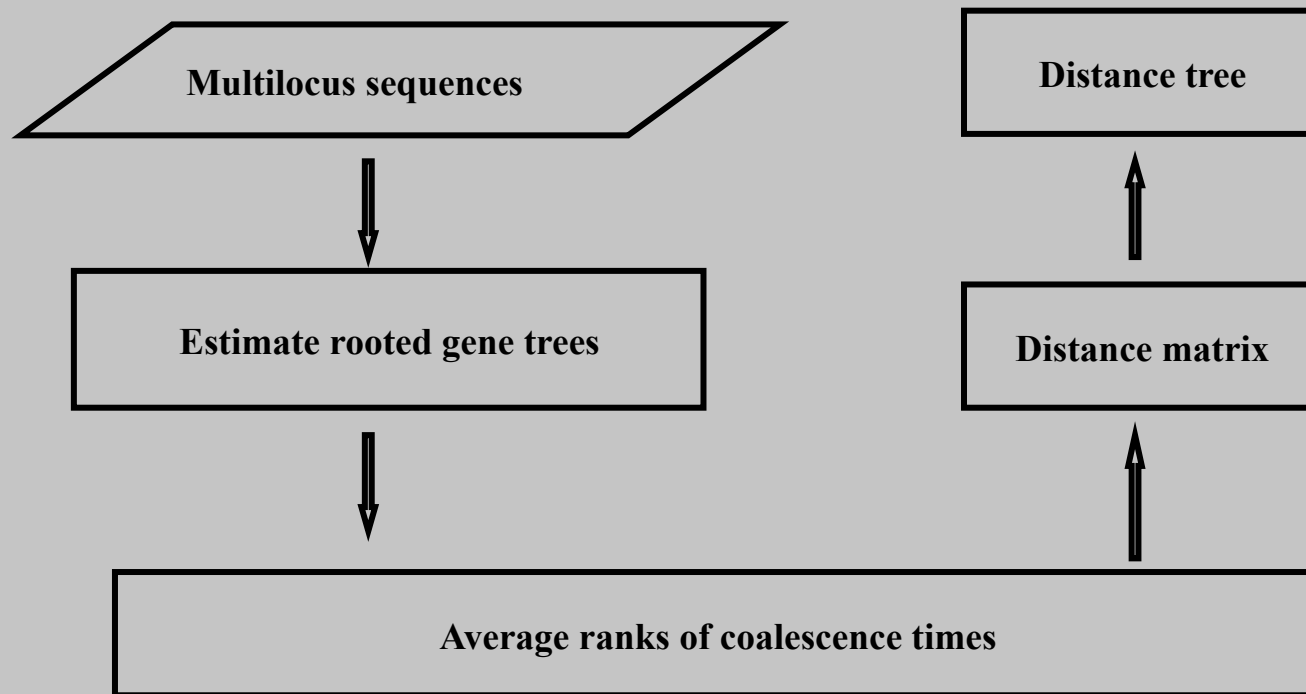 Multilocus sequences
Estimate rooted gene trees
Average ranks of coalescence times
Distance matrix
Distance tree